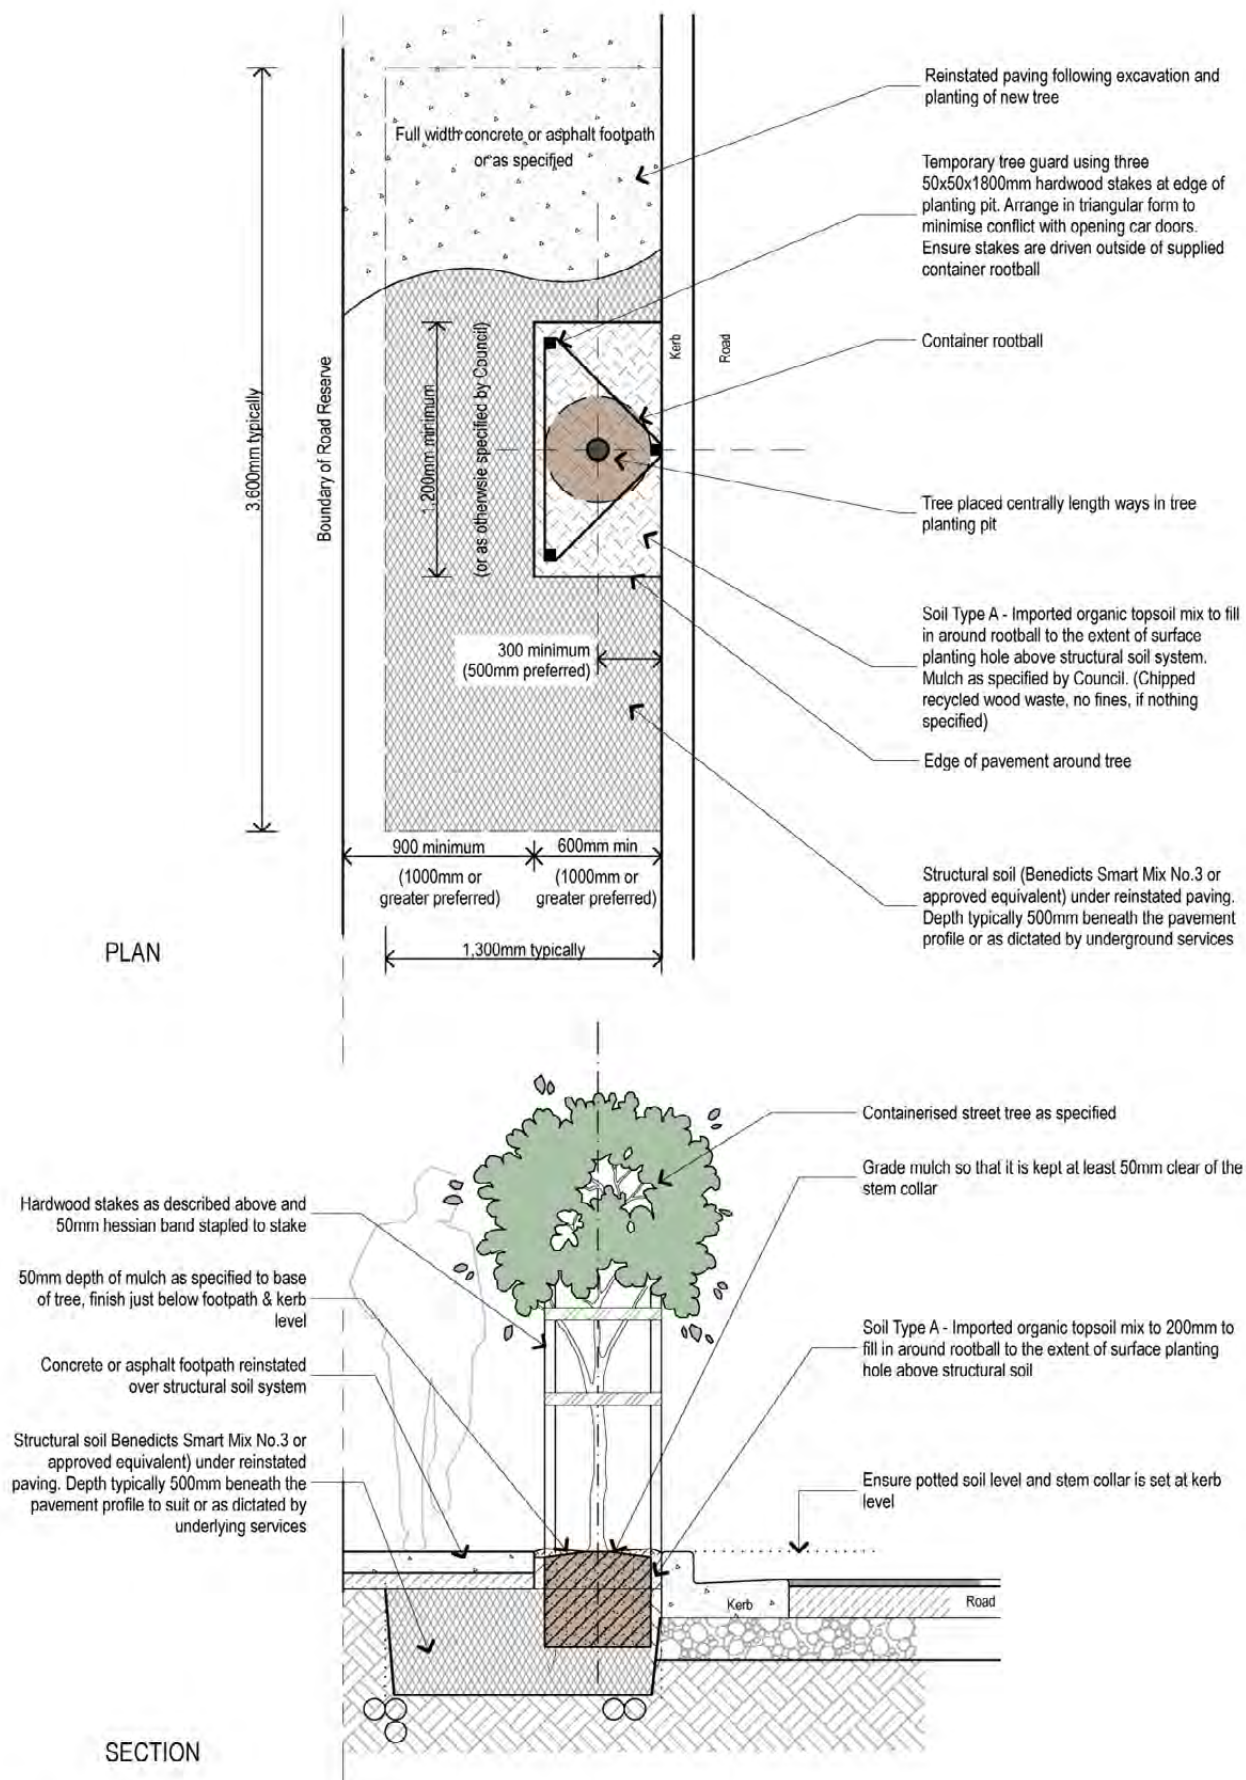 Reinstated paving following excavation and
planting of new tree
Full width concrete or asphalt footpath
or as specified
Temporary tree guard using three
50x50x1800mm hardwood stakes at edge of
planting pit. Arrange in triangular form to
minimise conflict with opening car doors.
Ensure stakes are driven outside of supplied
container rootball
Kerb
Road
Container rootball
3,600mm typically
Boundary of Road Reserve
1,200mm minimum
(or as otherwsie specified by Council)
Tree placed centrally length ways in tree
planting pit
Soil Type A - Imported organic topsoil mix to fill
in around rootball to the extent of surface
planting hole above structural soil system.
Mulch as specified by Council. (Chipped
recycled wood waste, no fines, if nothing
specified)
300 minimum
(500mm preferred)
Edge of pavement around tree
900 minimum
(1000mm or
greater preferred)
600mm min
(1000mm or
greater preferred)
Structural soil (Benedicts Smart Mix No.3 or
approved equivalent) under reinstated paving.
Depth typically 500mm beneath the pavement
profile or as dictated by underground services
1,300mm typically
PLAN
Containerised street tree as specified
Grade mulch so that it is kept at least 50mm clear of the
stem collar
Hardwood stakes as described above and
50mm hessian band stapled to stake
50mm depth of mulch as specified to base
of tree, finish just below footpath & kerb
level
Soil Type A - Imported organic topsoil mix to 200mm to
fill in around rootball to the extent of surface planting
hole above structural soil
Concrete or asphalt footpath reinstated
over structural soil system
Structural soil Benedicts Smart Mix No.3 or
approved equivalent) under reinstated
paving. Depth typically 500mm beneath the
pavement profile to suit or as dictated by
underlying services
Ensure potted soil level and stem collar is set at kerb
level
Kerb
Road
SECTION